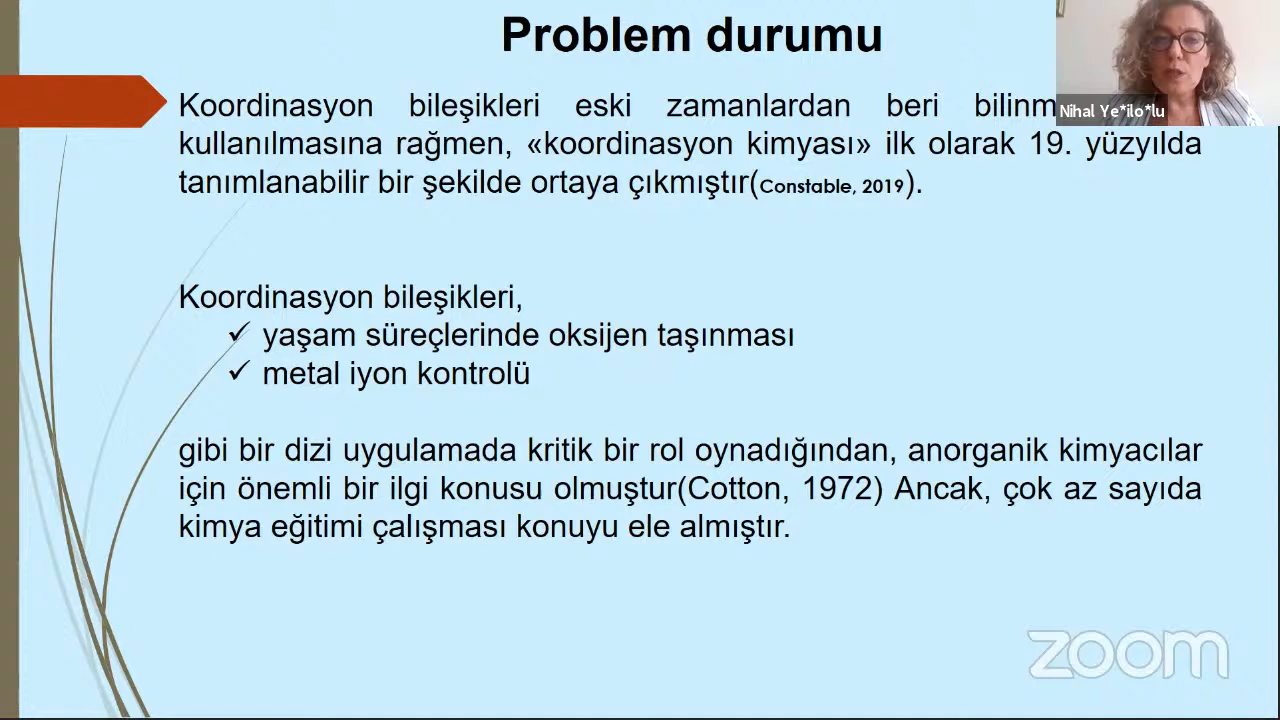 Problem durumu
Koordinasyon bileşikleri eski zamanlardan beri
kullanılmasına rağmen, «koordinasyon kimyası» ilk olarak 19. yüzyılda
tanımlanabilir bir şekilde ortaya çıkmıştır(Constable, 2019).
Koordinasyon bileşikleri,
✓ yaşam süreçlerinde oksijen taşınması
✓ metal iyon kontrolü
gibi bir dizi uygulamada kritik bir rol oynadığından, anorganik kimyacılar
için önemli bir ilgi konusu olmuştur(Cotton, 1972) Ancak, çok az sayıda
kimya eğitimi çalışması konuyu ele almıştır.
Nihal Ye*ilo*lu
zoom